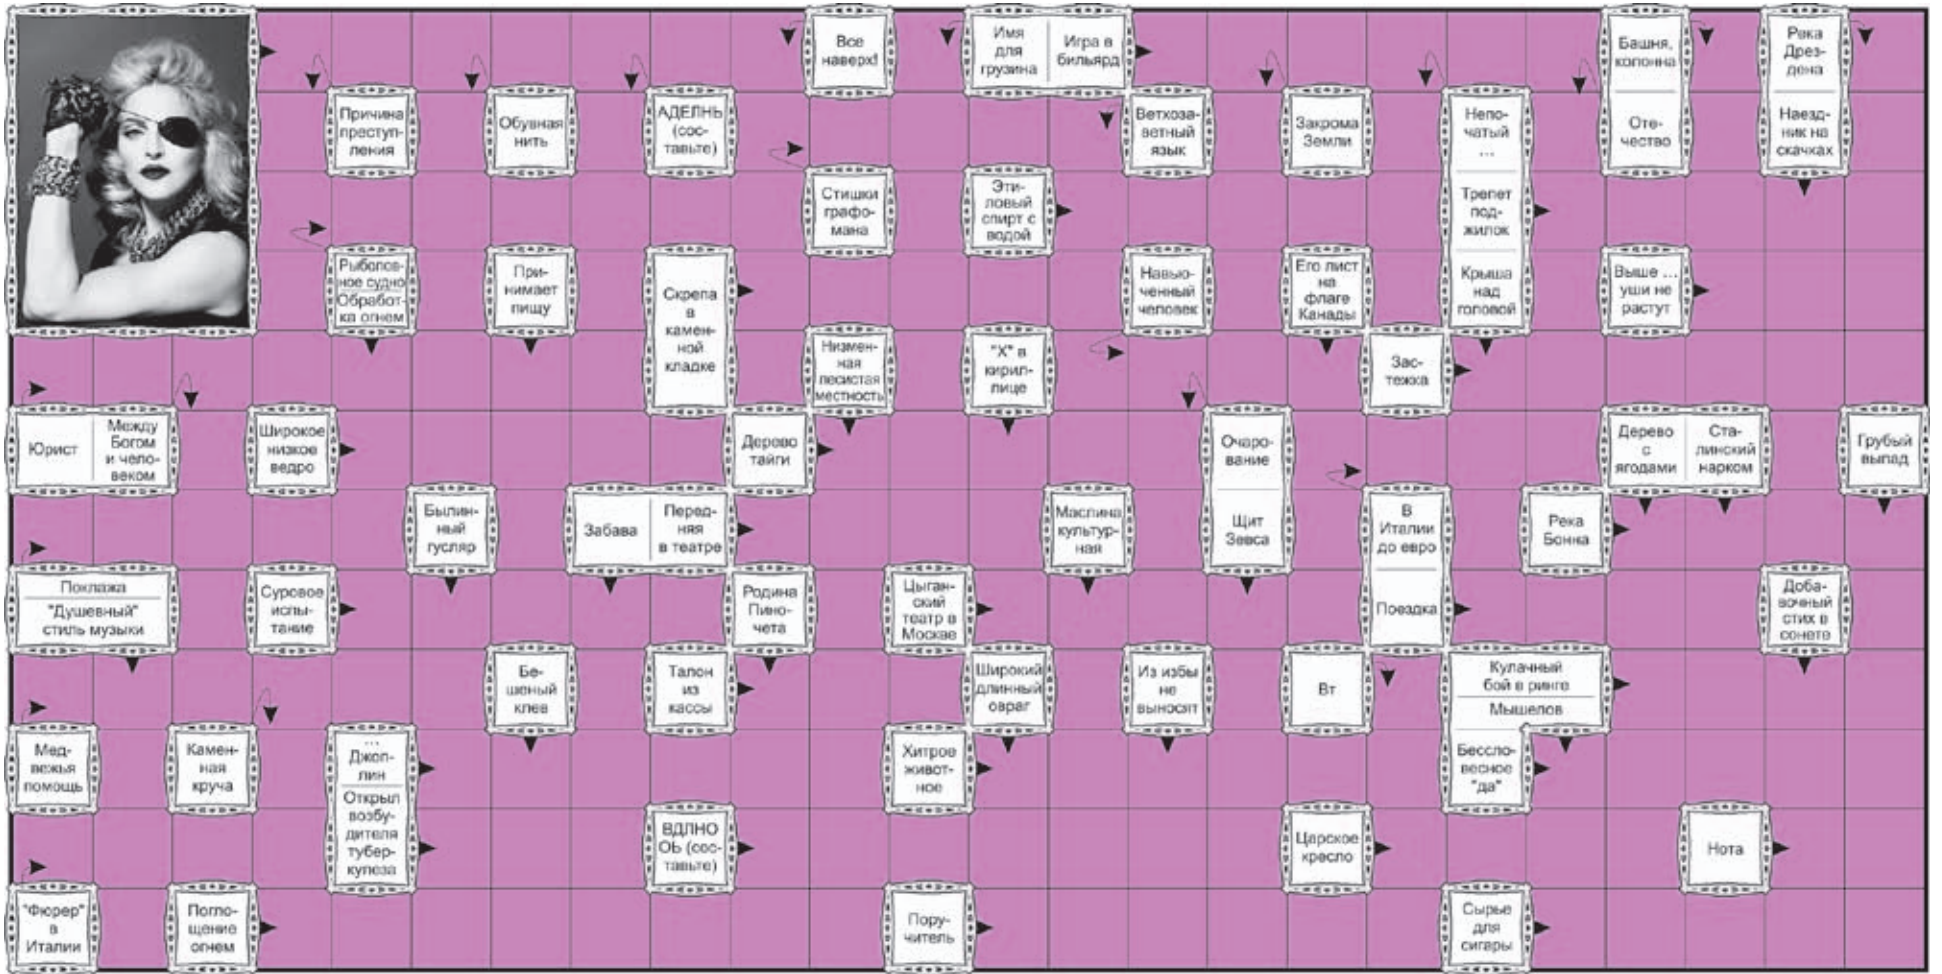 Все
наверх!
Имя
для
грузина
Игра в
бильярд
Башня,
колонна
Оте-
чество
Река
Дрез-
дена
Наезд-
ник на
скачках
Причина
преступ-
ления
Обувная
нить
АДЕЛНЬ
(сос-
тавьте)
Ветхоза-
ветный
язык
Закрома
Земли
Непо-
чатый
...
Трепет
под-
жилок
Крыша
над
головой
Стишки
графо-
мана
Эти-
ловый
спирт с
водой
Рыболов-
ное судно
Обработ-
ка огнем
При-
нимает
пищу
Скрепа
в
камен-
ной
кладке
Навью-
ченный
человек
Его лист
на
флаге
Канады
Выше ...
уши не
растут
Низмен-
ная
лесистая
местность
"Х" в
кирил-
лице
Зас-
тежка
Юрист
Между
Богом
и чело-
веком
Широкое
низкое
ведро
Дерево
тайги
Очаро-
вание
Щит
Зевса
Дерево
с
ягодами
Ста-
линский
нарком
Грубый
выпад
Былин-
ный
гусляр
Забава
Перед-
няя
в театре
Маслина
культур-
ная
В
Италии
до евро
Поездка
Река
Бонна
Поклажа
"Душевный"
стиль музыки
Суровое
испы-
тание
Родина
Пино-
чета
Цыган-
ский
театр в
Москве
Доба-
вочный
стих в
сонете
Бе-
шеный
клев
Талон
из
кассы
Широкий
длинный
овраг
Из избы
не
выносят
Вт
Кулачный
бой в ринге
Мышелов
Бессло-
весное
"да"
Мед-
вежья
помощь
Камен-
ная
круча
...
Джоп-
лин
Открыл
возбу-
дителя
тубер-
кулеза
Хитрое
живот-
ное
ВДЛНО
ОЬ (сос-
тавьте)
Царское
кресло
Нота
"Фюрер"
в
Италии
Погло-
щение
огнем
Пору-
читель
Сырье
для
сигары